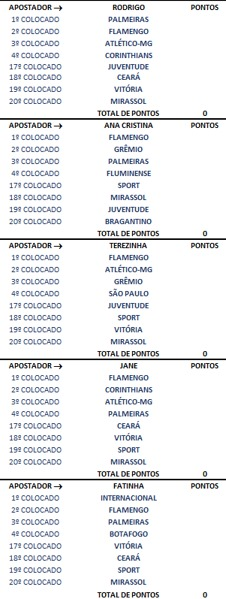 APOSTADOR → RODRIGO PONTOS
1º COLOCADO PALMEIRAS
2º COLOCADO FLAMENGO
3º COLOCADO ATLÉTICO-MG
4º COLOCADO CORINTHIANS
17º COLOCADO JUVENTUDE
18º COLOCADO CEARÁ
19º COLOCADO VITÓRIA
20º COLOCADO MIRASSOL
TOTAL DE PONTOS 0
APOSTADOR → ANA CRISTINA PONTOS
1º COLOCADO FLAMENGO
2º COLOCADO GRÊMIO
3º COLOCADO PALMEIRAS
4º COLOCADO FLUMINENSE
17º COLOCADO SPORT
18º COLOCADO MIRASSOL
19º COLOCADO JUVENTUDE
20º COLOCADO BRAGANTINO
TOTAL DE PONTOS 0
APOSTADOR → TEREZINHA PONTOS
1º COLOCADO FLAMENGO
2º COLOCADO ATLÉTICO-MG
3º COLOCADO GRÊMIO
4º COLOCADO SÃO PAULO
17º COLOCADO JUVENTUDE
18º COLOCADO SPORT
19º COLOCADO VITÓRIA
20º COLOCADO MIRASSOL
TOTAL DE PONTOS 0
APOSTADOR → JANE PONTOS
1º COLOCADO FLAMENGO
2º COLOCADO CORINTHIANS
3º COLOCADO ATLÉTICO-MG
4º COLOCADO PALMEIRAS
17º COLOCADO CEARÁ
18º COLOCADO VITÓRIA
19º COLOCADO SPORT
20º COLOCADO MIRASSOL
TOTAL DE PONTOS 0
APOSTADOR → FATINHA PONTOS
1º COLOCADO INTERNACIONAL
2º COLOCADO FLAMENGO
3º COLOCADO PALMEIRAS
4º COLOCADO BOTAFOGO
17º COLOCADO VITÓRIA
18º COLOCADO CEARÁ
19º COLOCADO SPORT
20º COLOCADO MIRASSOL
TOTAL DE PONTOS 0